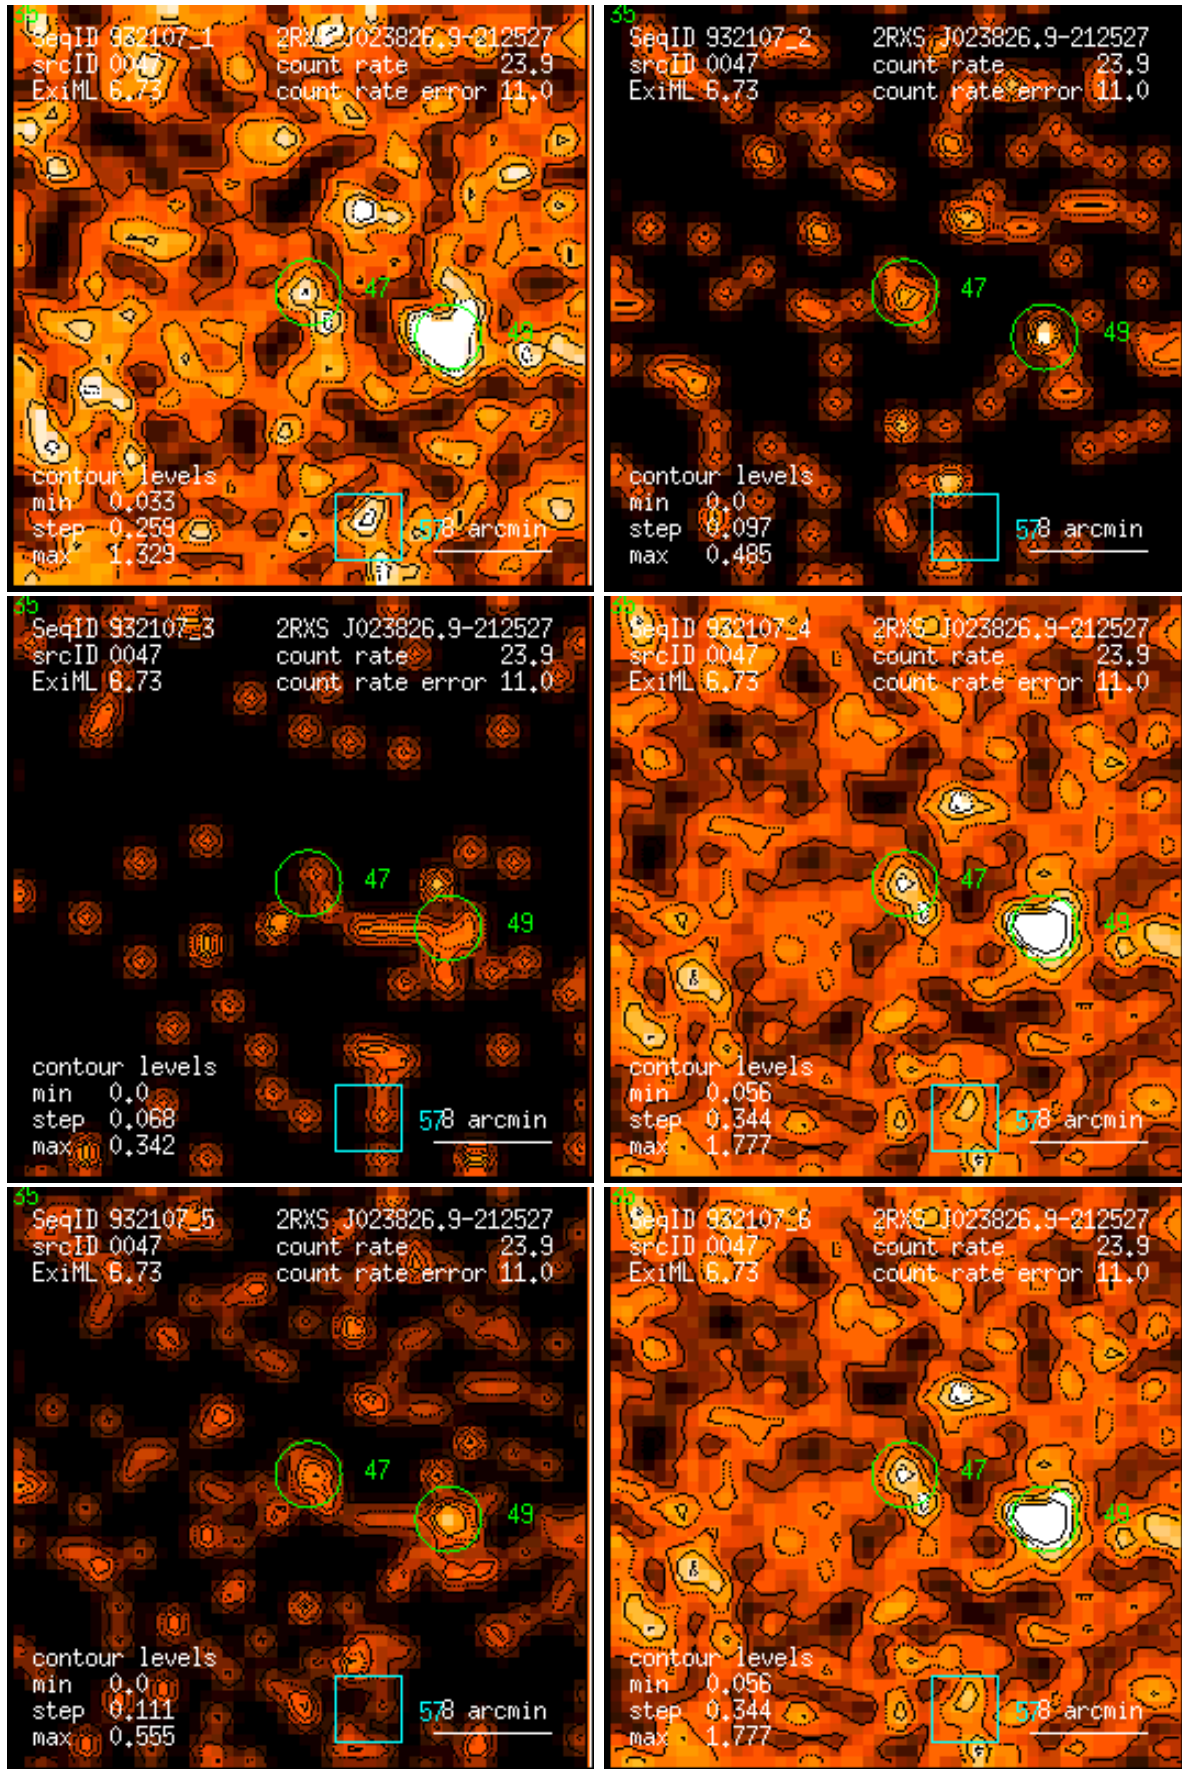 35
SeqID 932107_1 2RXS J023826.9-212527
srcID 0047 count rate 23.9
ExiML 6.73 count rate error 11.0
47
49
contour levels
min 0.033
step 0.259 57 8 arcmin
max 1.329
35
SeqID 932107_2 2RXS J023826.9-212527
srcID 0047 count rate 23.9
ExiML 6.73 count rate error 11.0
47
49
contour levels
min 0.0
step 0.097 57 8 arcmin
max 0.485
35
SeqID 932107_3 2RXS J023826.9-212527
srcID 0047 count rate 23.9
ExiML 6.73 count rate error 11.0
47
49
contour levels
min 0.0
step 0.068 57 8 arcmin
max 0.342
35
SeqID 932107_4 2RXS J023826.9-212527
srcID 0047 count rate 23.9
ExiML 6.73 count rate error 11.0
47
49
contour levels
min 0.056
step 0.344 57 8 arcmin
max 1.777
35
SeqID 932107_5 2RXS J023826.9-212527
srcID 0047 count rate 23.9
ExiML 6.73 count rate error 11.0
47
49
contour levels
min 0.0
step 0.111 57 8 arcmin
max 0.555
35
SeqID 932107_6 2RXS J023826.9-212527
srcID 0047 count rate 23.9
ExiML 6.73 count rate error 11.0
47
49
contour levels
min 0.056
step 0.344 57 8 arcmin
max 1.777